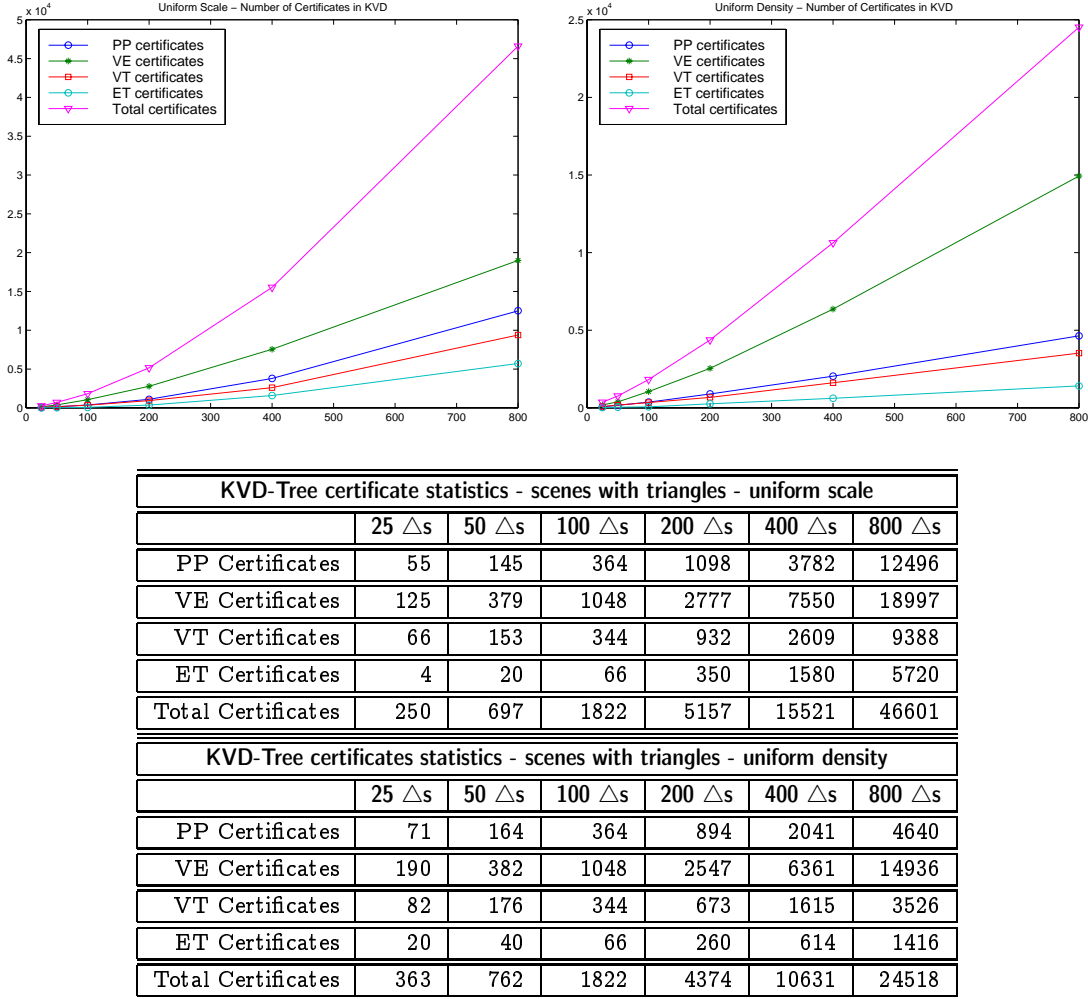 Uniform Scale – Number of Certificates in KVD
x 10^4
PP certificates
VE certificates
VT certificates
ET certificates
Total certificates
5
4.5
4
3.5
3
2.5
2
1.5
1
0.5
0
0 100 200 300 400 500 600 700 800
Uniform Density – Number of Certificates in KVD
x 10^4
PP certificates
VE certificates
VT certificates
ET certificates
Total certificates
2.5
2
1.5
1
0.5
0
0 100 200 300 400 500 600 700 800
KVD-Tree certificate statistics - scenes with triangles - uniform scale
25 △s 50 △s 100 △s 200 △s 400 △s 800 △s
PP Certificates 55 145 364 1098 3782 12496
VE Certificates 125 379 1048 2777 7550 18997
VT Certificates 66 153 344 932 2609 9388
ET Certificates 4 20 66 350 1580 5720
Total Certificates 250 697 1822 5157 15521 46601
KVD-Tree certificates statistics - scenes with triangles - uniform density
25 △s 50 △s 100 △s 200 △s 400 △s 800 △s
PP Certificates 71 164 364 894 2041 4640
VE Certificates 190 382 1048 2547 6361 14936
VT Certificates 82 176 344 673 1615 3526
ET Certificates 20 40 66 260 614 1416
Total Certificates 363 762 1822 4374 10631 24518